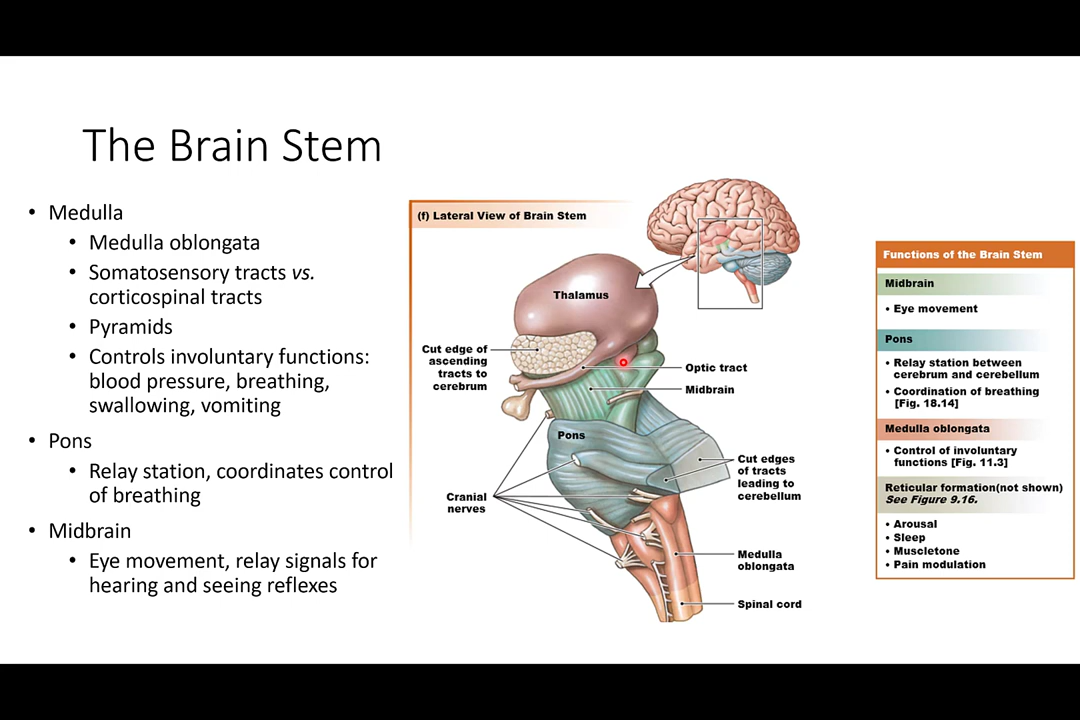 The Brain Stem
• Medulla
• Medulla oblongata
• Somatosensory tracts vs.
corticospinal tracts
• Pyramids
• Controls involuntary functions:
blood pressure, breathing,
swallowing, vomiting
• Pons
• Relay station, coordinates control
of breathing
• Midbrain
• Eye movement, relay signals for
hearing and seeing reflexes
(f) Lateral View of Brain Stem
Thalamus
Cut edge of
ascending
tracts to
cerebrum
Optic tract
Midbrain
Pons
Cut edges
of tracts
leading to
cerebellum
Cranial
nerves
Medulla
oblongata
Spinal cord
Functions of the Brain Stem
Midbrain
• Eye movement
Pons
• Relay station between
cerebrum and cerebellum
• Coordination of breathing
[Fig. 18.14]
Medulla oblongata
• Control of involuntary
functions [Fig. 11.3]
Reticular formation(not shown)
See Figure 9.16.
• Arousal
• Sleep
• Muscletone
• Pain modulation